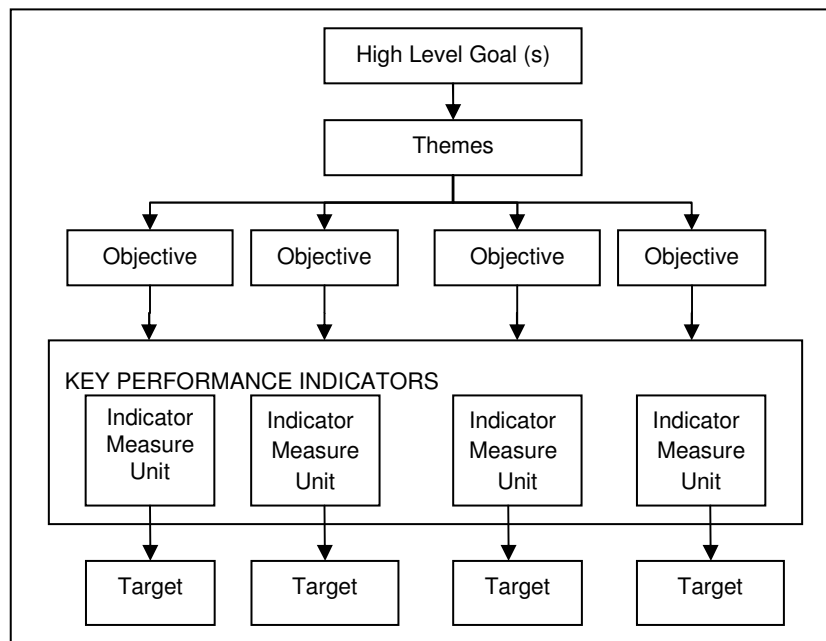 High Level Goal (s)
Themes
Objective
Objective
Objective
Objective
KEY PERFORMANCE INDICATORS
Indicator
Measure
Unit
Indicator
Measure
Unit
Indicator
Measure
Unit
Indicator
Measure
Unit
Target
Target
Target
Target